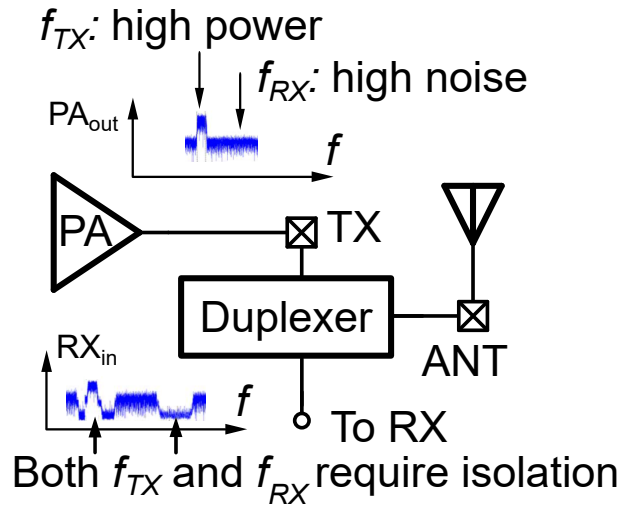 f_TX: high power
f_RX: high noise
PA_out
f
PA
TX
Duplexer
ANT
RX_in
f
To RX
Both f_TX and f_RX require isolation